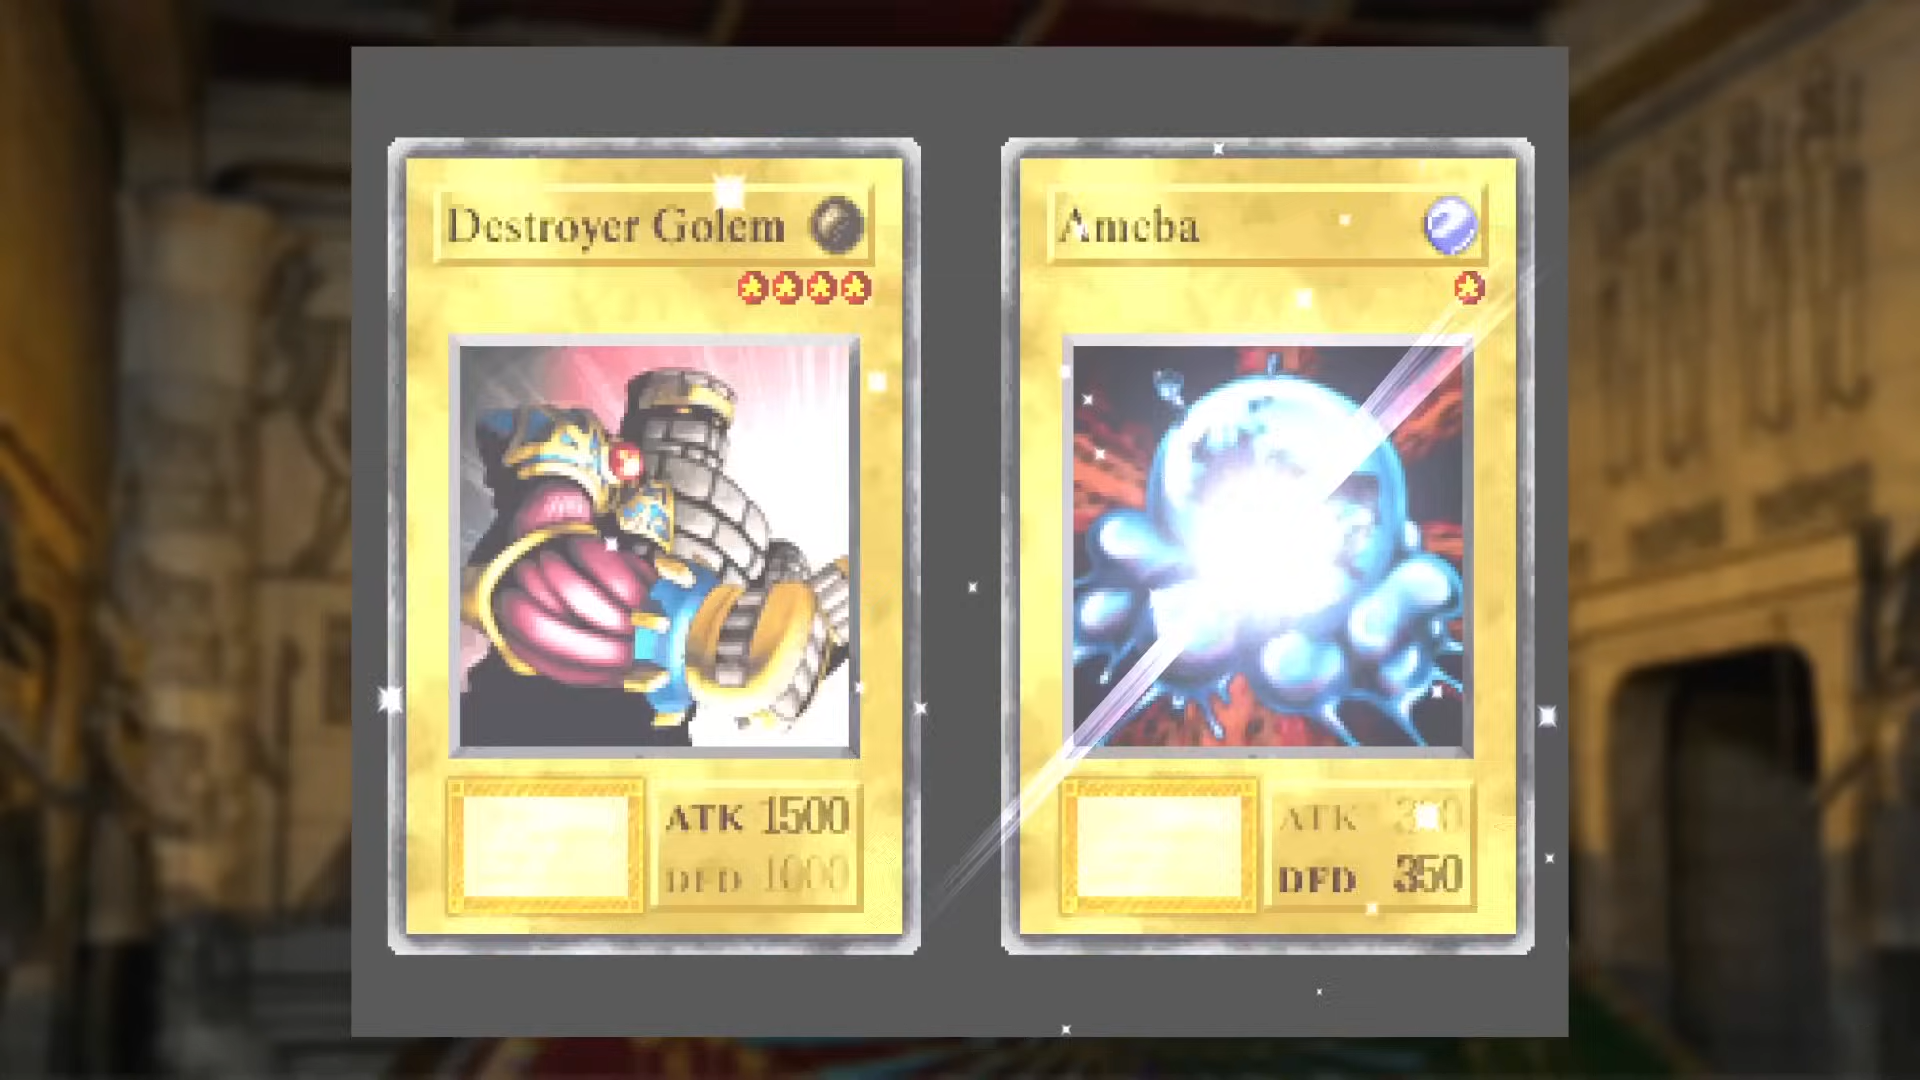 Destroyer Golem
ATK 1500
DFD 1000
Ameba
ATK
DFD 350